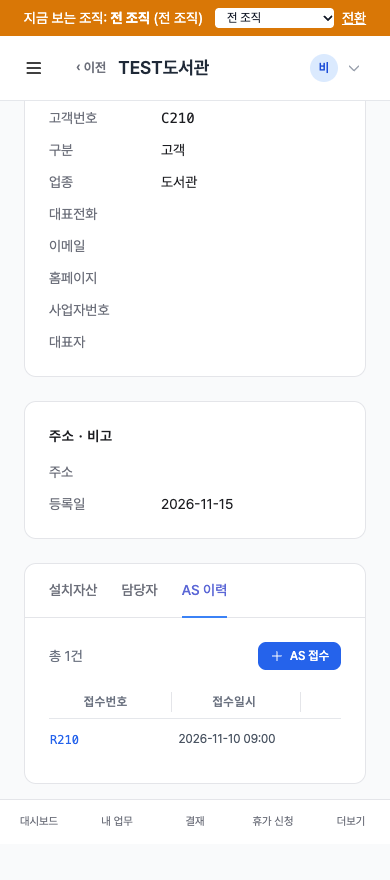 지금 보는 조직: 전 조직 (전 조직) 전 조직 전환
‹ 이전 TEST도서관 비
고객번호 C210
구분 고객
업종 도서관
대표전화
이메일
홈페이지
사업자번호
대표자
주소 · 비고
주소
등록일 2026-11-15
설치자산 담당자 AS 이력
총 1건 + AS 접수
접수번호 접수일시
R210 2026-11-10 09:00
대시보드 내 업무 결재 휴가 신청 더보기